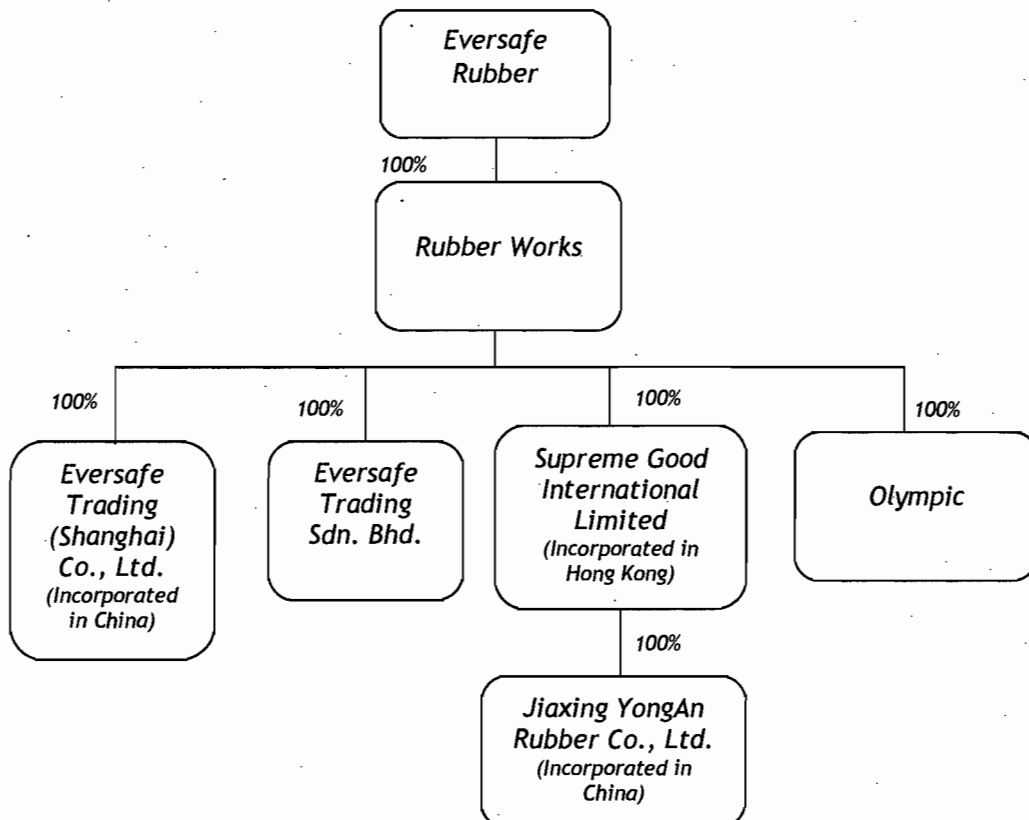 Eversafe
Rubber
100%
Rubber Works
100%
100%
100%
100%
Eversafe
Trading
(Shanghai)
Co., Ltd.
(Incorporated
in China)
Eversafe
Trading
Sdn. Bhd.
Supreme Good
International
Limited
(Incorporated in
Hong Kong)
Olympic
100%
Jiaxing YongAn
Rubber Co., Ltd.
(Incorporated in
China)